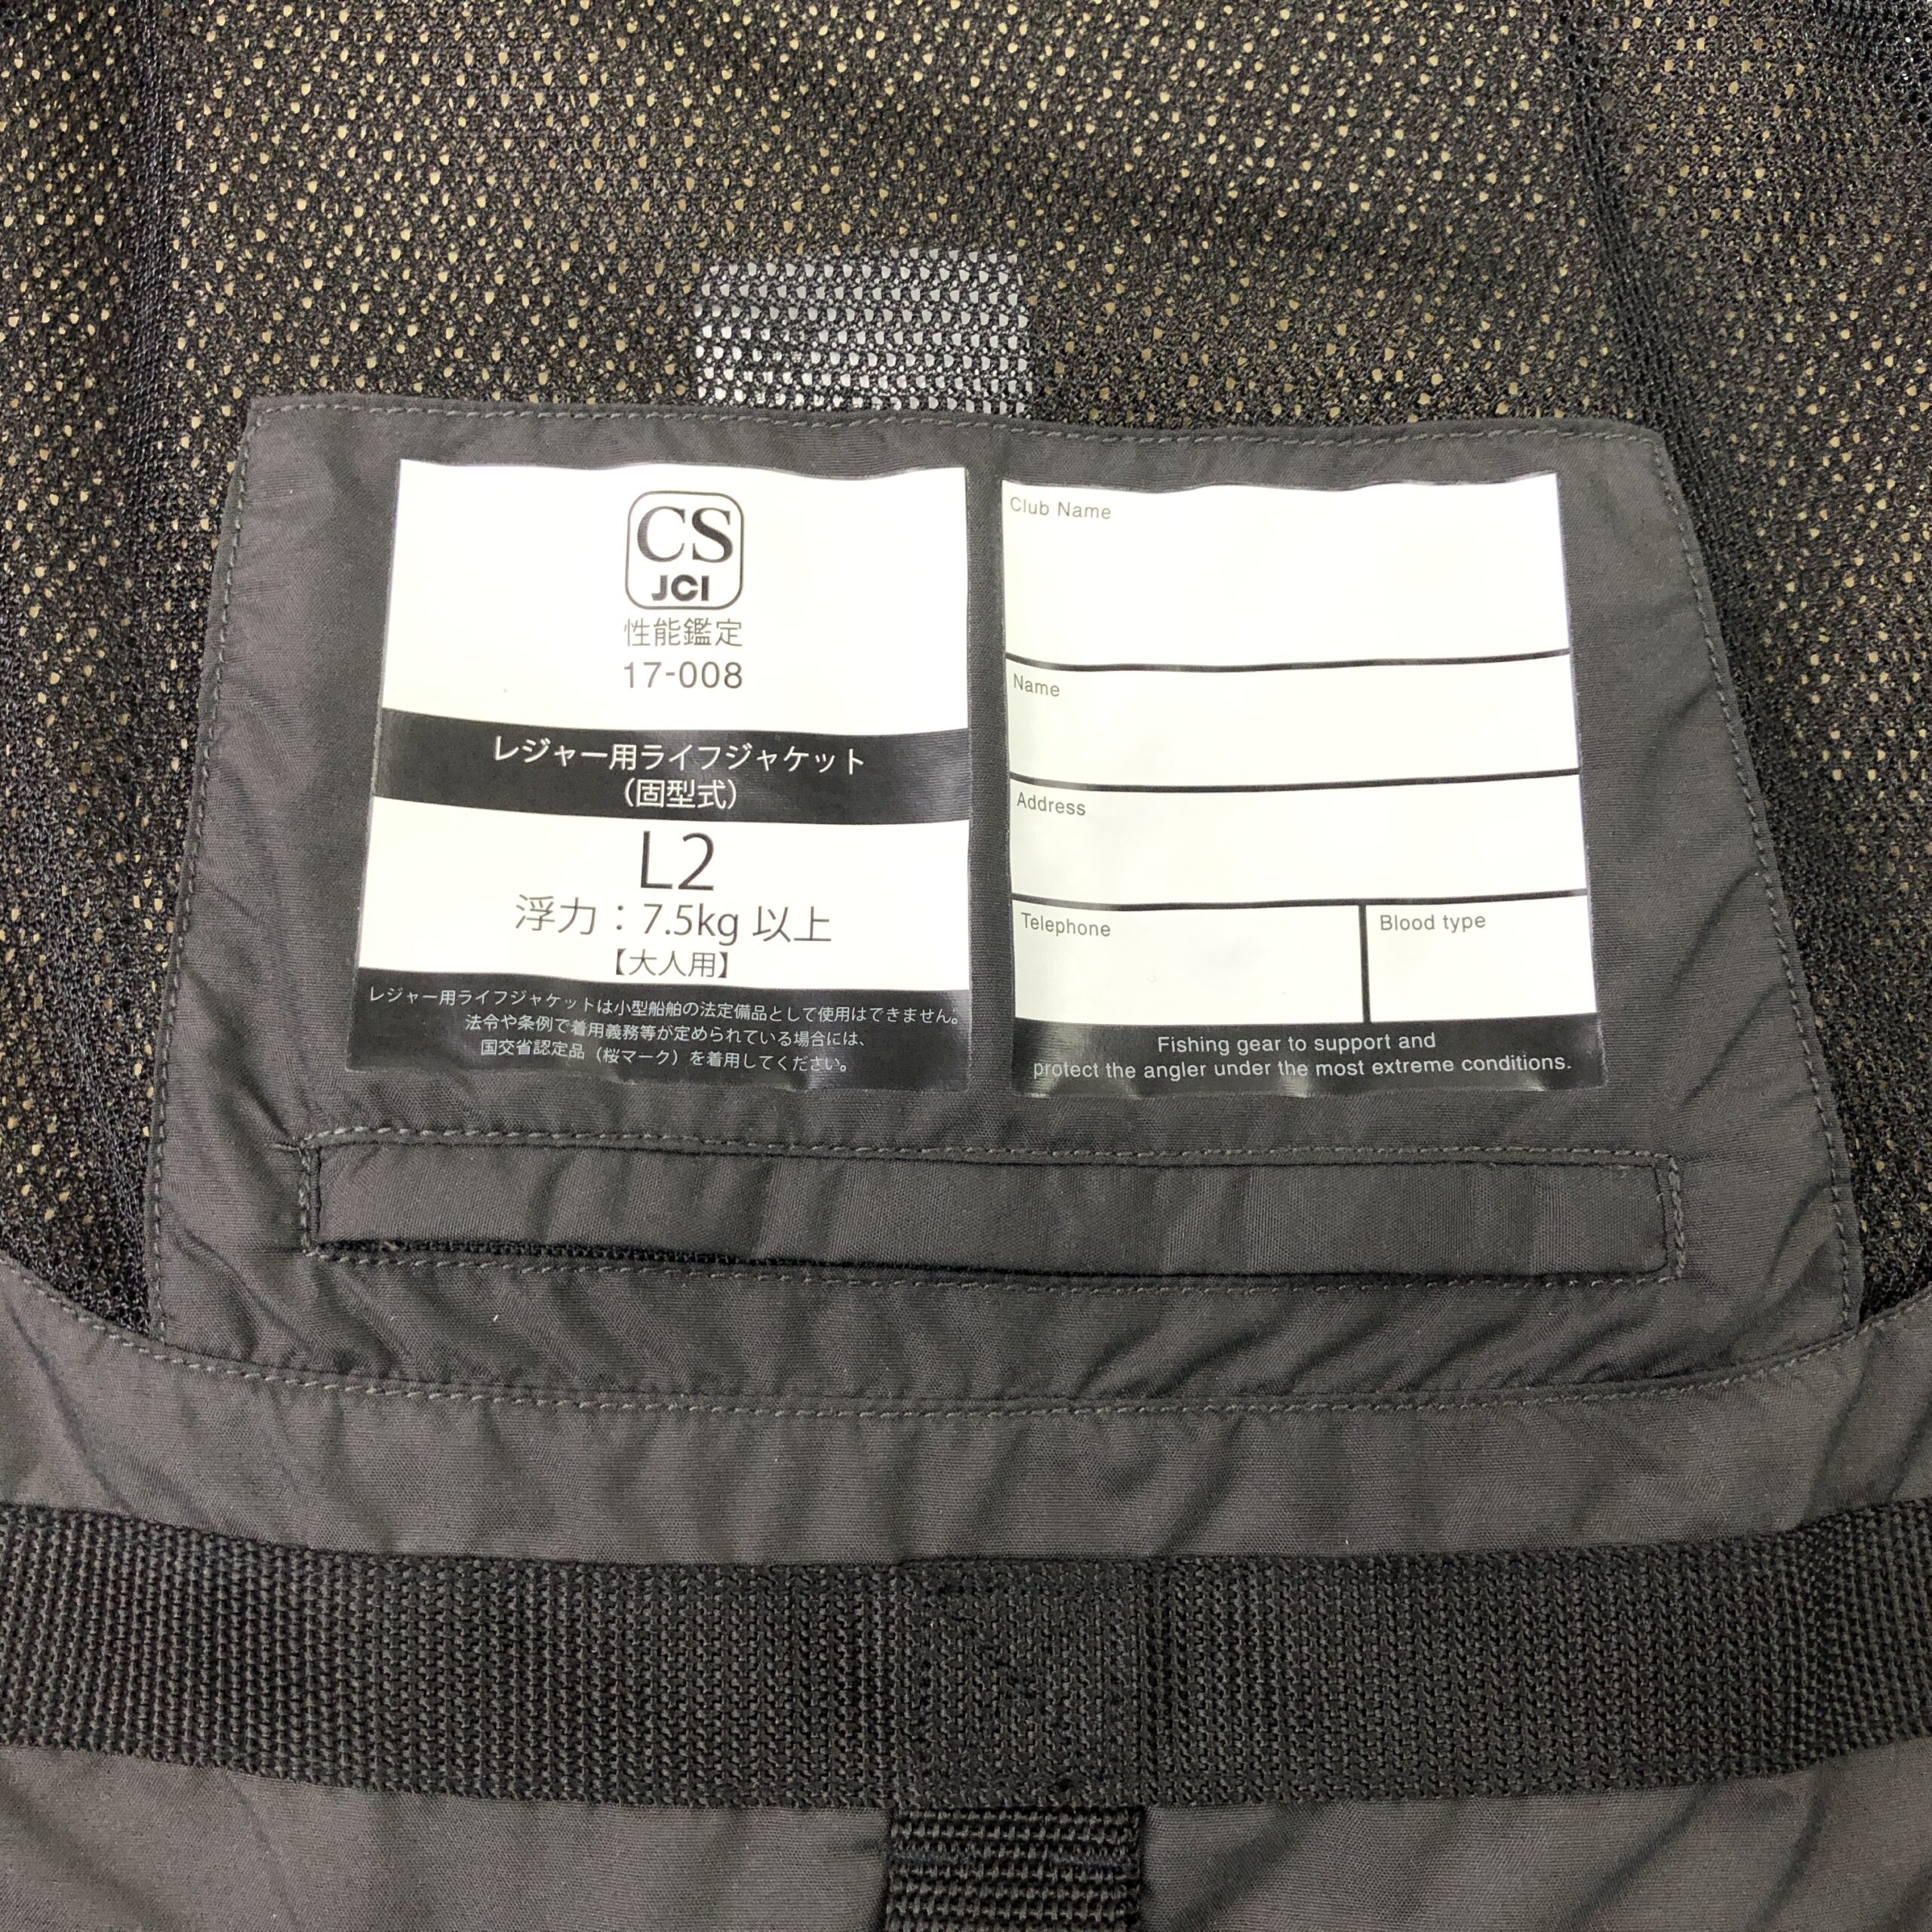 CS
JCI
性能鑑定
17-008
レジャー用ライフジャケット
（固型式）
L2
浮力：7.5kg 以上
【大人用】
レジャー用ライフジャケットは小型船舶の法定備品として使用はできません。
法令や条例で着用義務等が定められている場合には、
国交省認定品（桜マーク）を着用してください。
Club Name
Name
Address
Telephone
Blood type
Fishing gear to support and
protect the angler under the most extreme conditions.